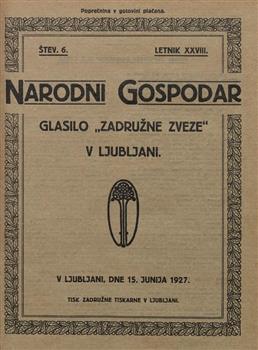 Poprečnina v gotovini plačana.
ŠTEV. 6. LETNIK XXVIII.
NARODNI GOSPODAR
GLASILO „ZADRUŽNE ZVEZE“
V LJUBLJANI.
V LJUBLJANI, DNE 15. JUNIJA 1927.
TISK ZADRUŽNE TISKARNE V LJUBLJANI.